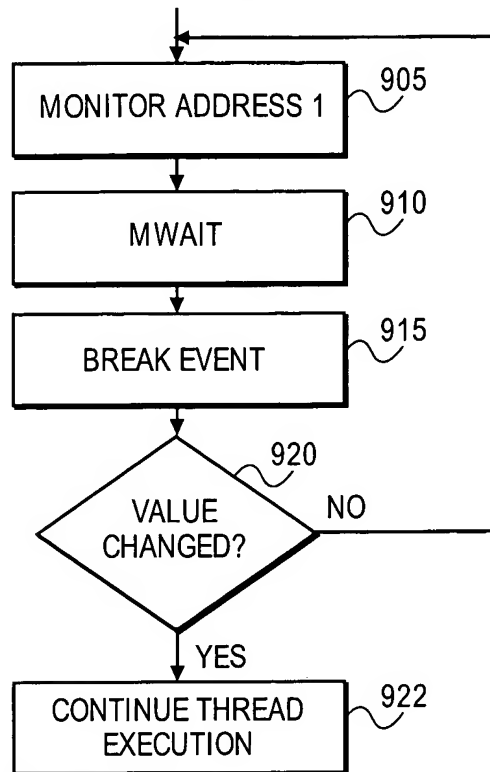 905
MONITOR ADDRESS 1
910
MWAIT
915
BREAK EVENT
920
VALUE
CHANGED?
NO
YES
922
CONTINUE THREAD
EXECUTION